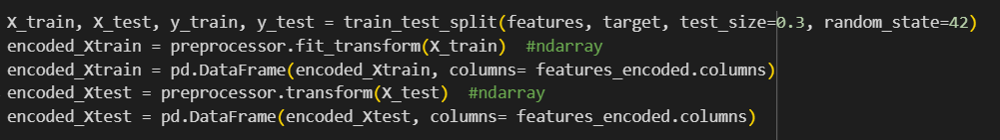 X_train, X_test, y_train, y_test = train_test_split(features, target, test_size=0.3, random_state=42)
encoded_Xtrain = preprocessor.fit_transform(X_train)  #ndarray
encoded_Xtrain = pd.DataFrame(encoded_Xtrain, columns= features_encoded.columns)
encoded_Xtest = preprocessor.transform(X_test)  #ndarray
encoded_Xtest = pd.DataFrame(encoded_Xtest, columns= features_encoded.columns)